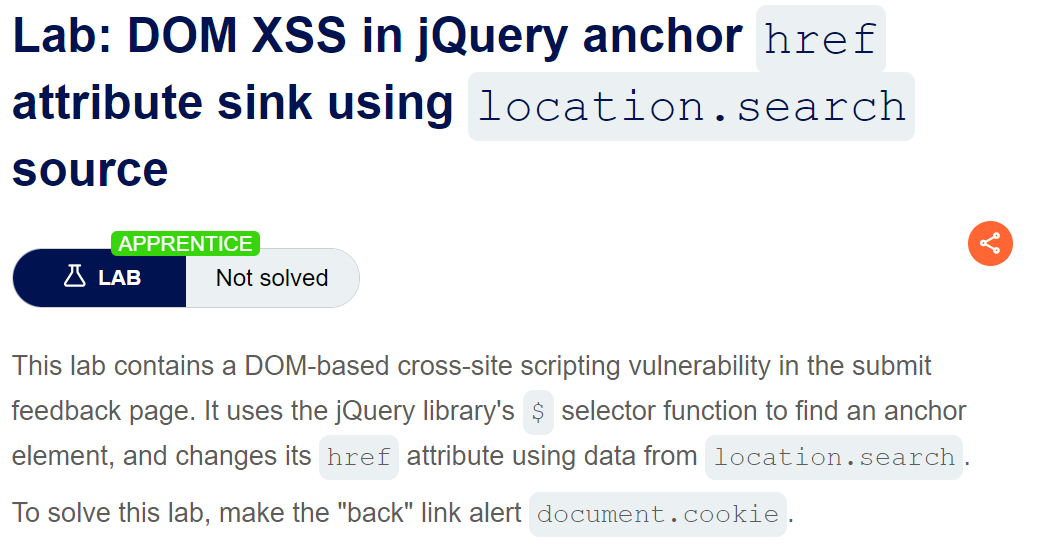 Lab: DOM XSS in jQuery anchor href
attribute sink using location.search
source
APPRENTICE
LAB Not solved
This lab contains a DOM-based cross-site scripting vulnerability in the submit
feedback page. It uses the jQuery library's $ selector function to find an anchor
element, and changes its href attribute using data from location.search.
To solve this lab, make the "back" link alert document.cookie.